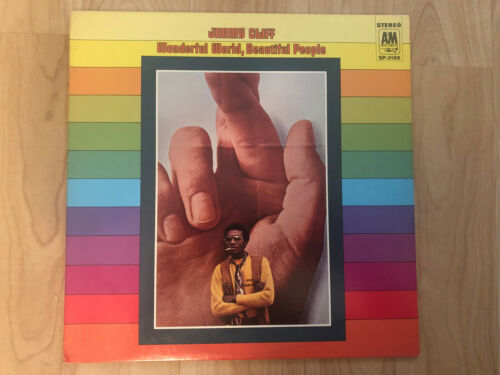 JIMMY CLIFF
Wonderful World, Beautiful People
STEREO
A&M
SP-3189